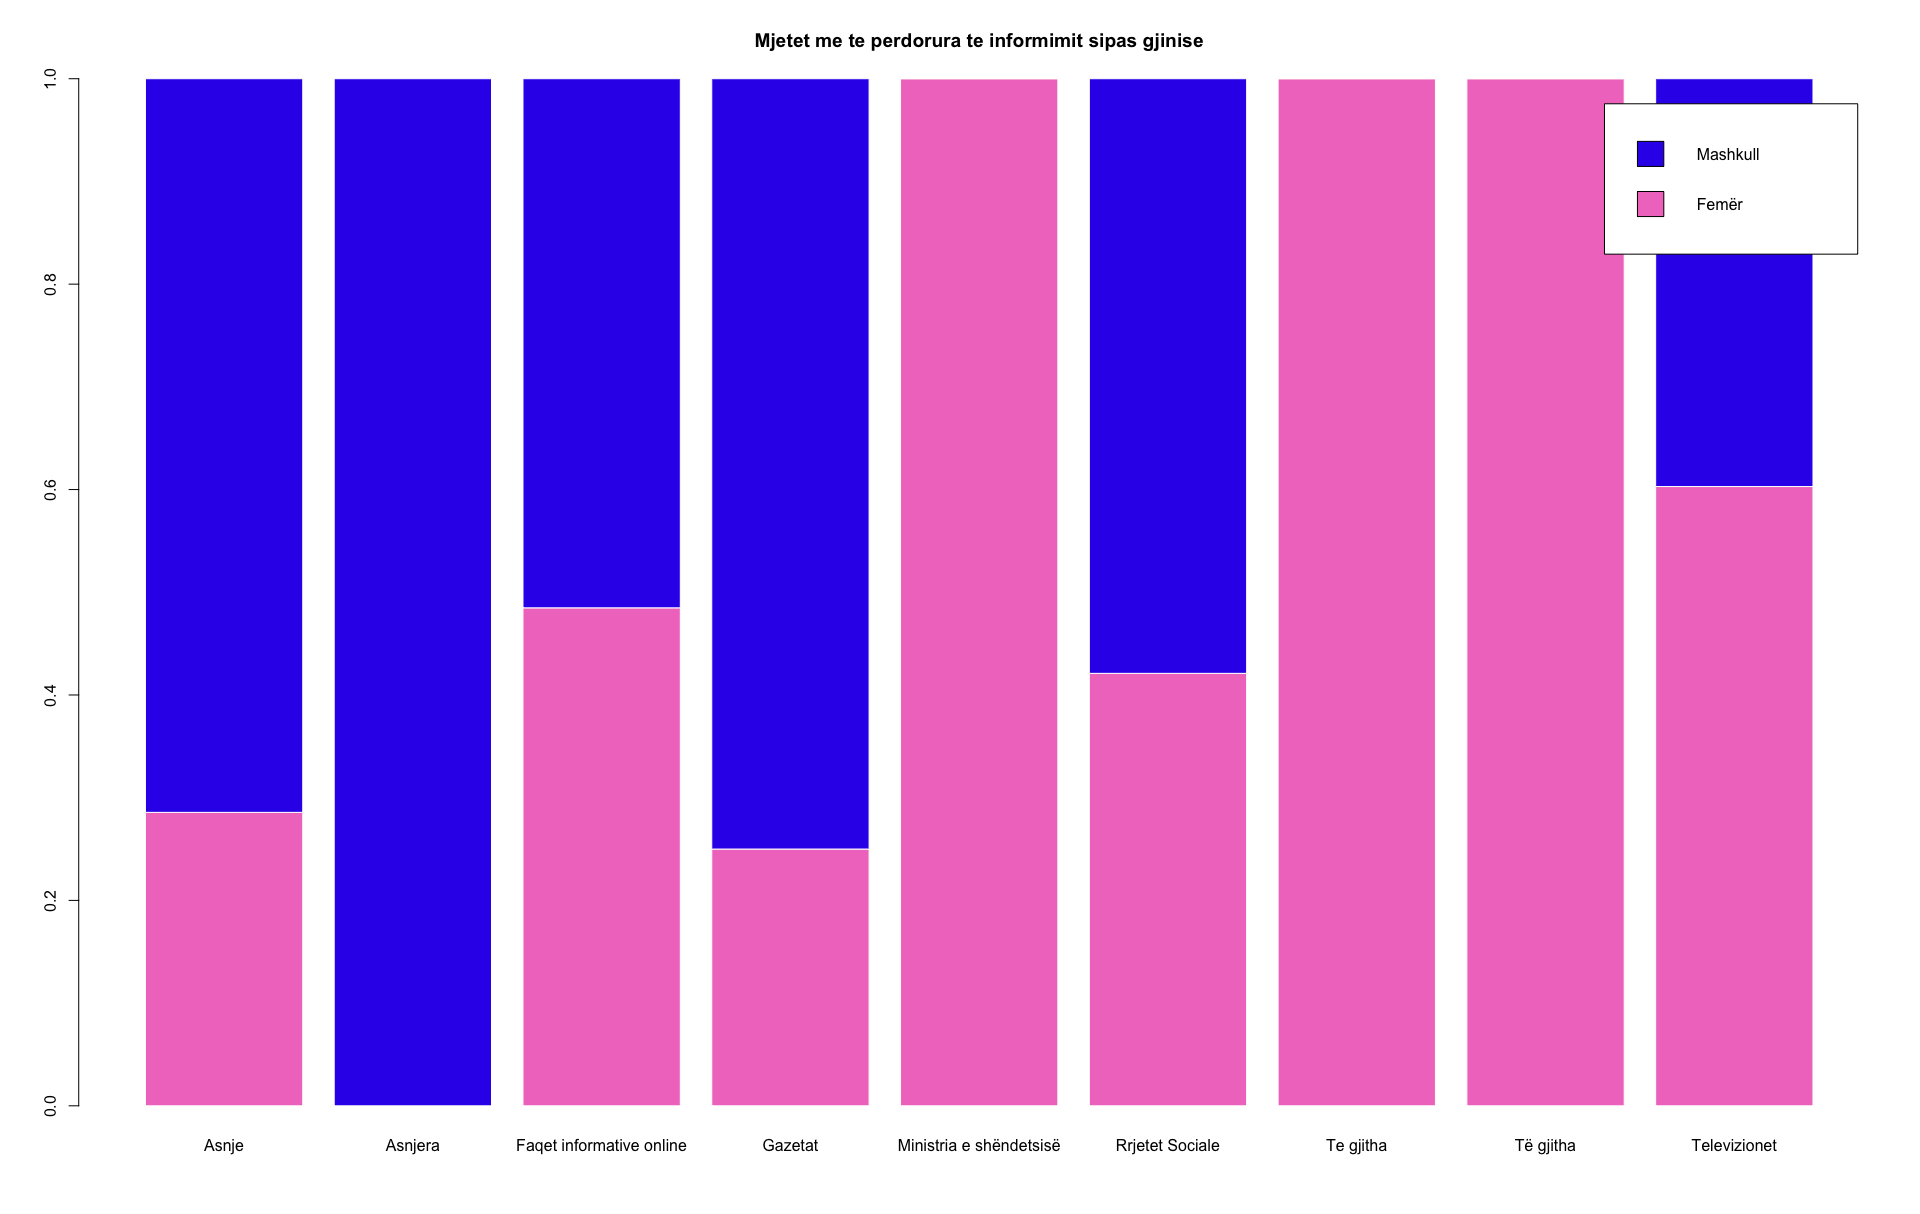 Mjetet me te perdorura te informimit sipas gjinise
1.0
0.8
0.6
0.4
0.2
0.0
Mashkull
Femër
Asnje
Asnjera
Faqet informative online
Gazetat
Ministria e shëndetsisë
Rrjetet Sociale
Te gjitha
Të gjitha
Televizionet